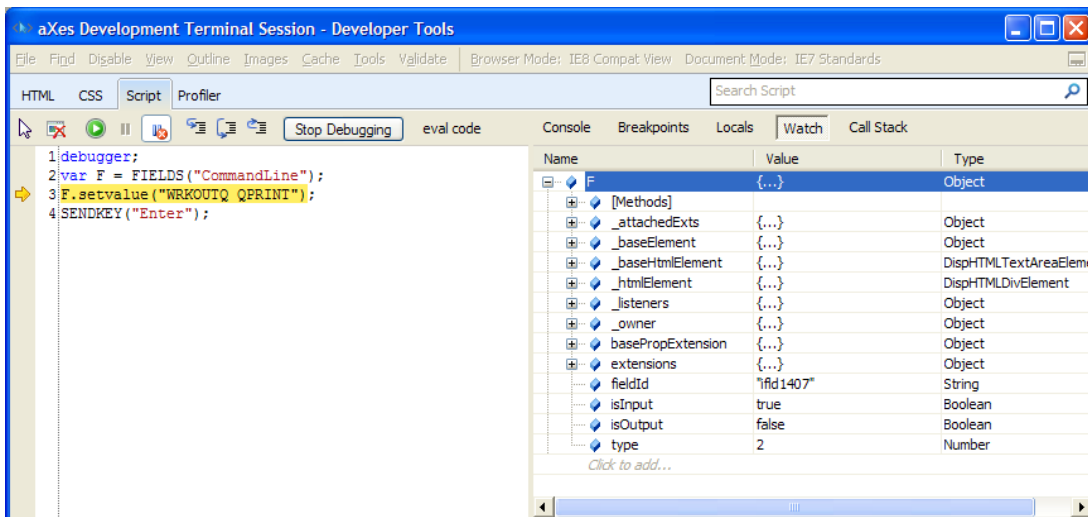 aXes Development Terminal Session - Developer Tools
File Find Disable View Outline Images Cache Tools Validate Browser Mode: IE8 Compat View Document Mode: IE7 Standards
HTML CSS Script Profiler Search Script
Stop Debugging eval code Console Breakpoints Locals Watch Call Stack
1 debugger; Name Value Type
2 var F = FIELDS("CommandLine"); F {...} Object
3 F.setvalue("WRKOUTQ QPRINT"); [Methods]
4 SENDKEY("Enter"); _attachedExts {...} Object
_baseElement {...} Object
_baseHtmlElement {...} DispHTMLTextAreaElem
_htmlElement {...} DispHTMLDivElement
_listeners {...} Object
_owner {...} Object
basePropExtension {...} Object
extensions {...} Object
fieldId "ifld1407" String
isInput true Boolean
isOutput false Boolean
type 2 Number
Click to add...